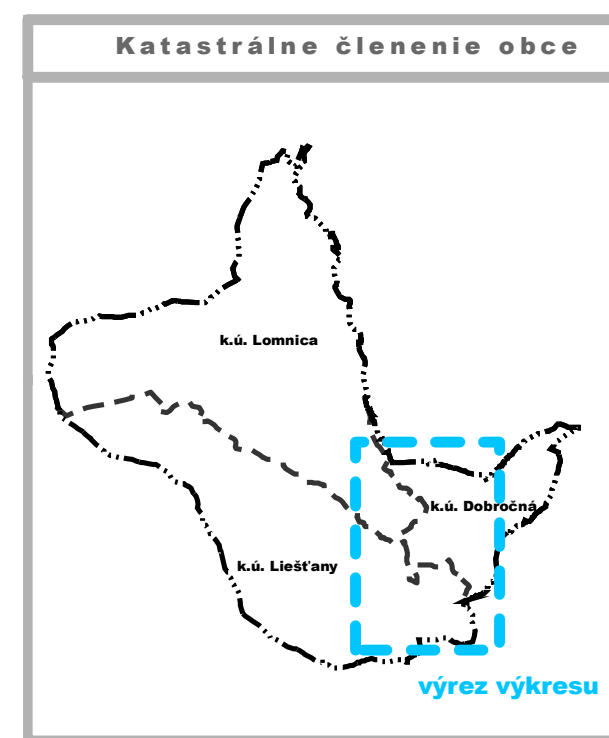 Katastrálne členenie obce
k.ú. Lomnica
k.ú. Dobročná
k.ú. Liešťany
výrez výkresu